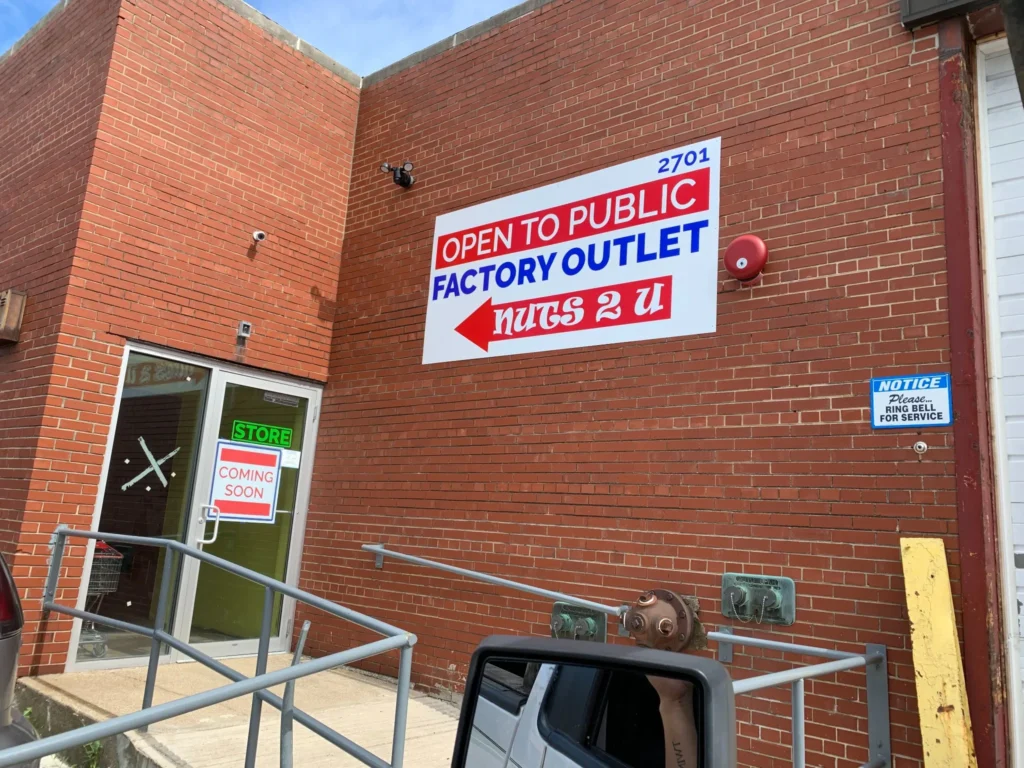 2701
OPEN TO PUBLIC
FACTORY OUTLET
NUTS 2 U
NOTICE
Please...
RING BELL
FOR SERVICE
STORE
COMING
SOON